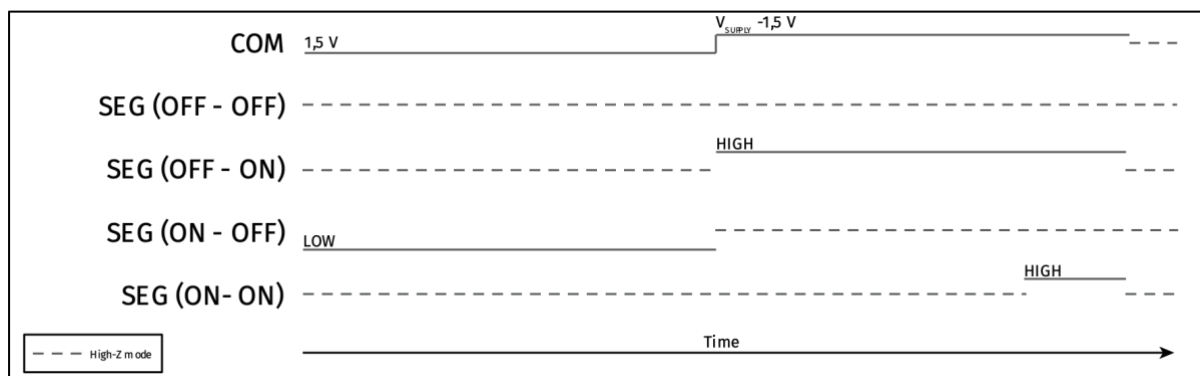 V SUPPLY -1,5 V
COM 1,5 V
SEG (OFF - OFF)
HIGH
SEG (OFF - ON)
SEG (ON - OFF)
LOW
HIGH
SEG (ON- ON)
Time
High-Z mode